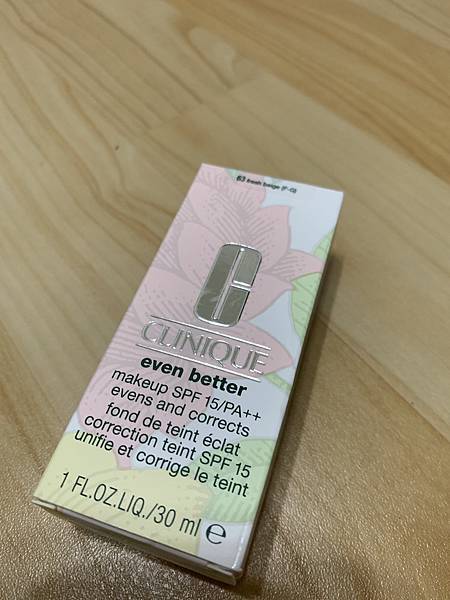 63 fresh beige (F-G)
C
CLINIQUE
even better
makeup SPF 15/PA++
evens and corrects
fond de teint éclat
correction teint SPF 15
unifie et corrige le teint
1 FL.OZ.LIQ./30 ml e